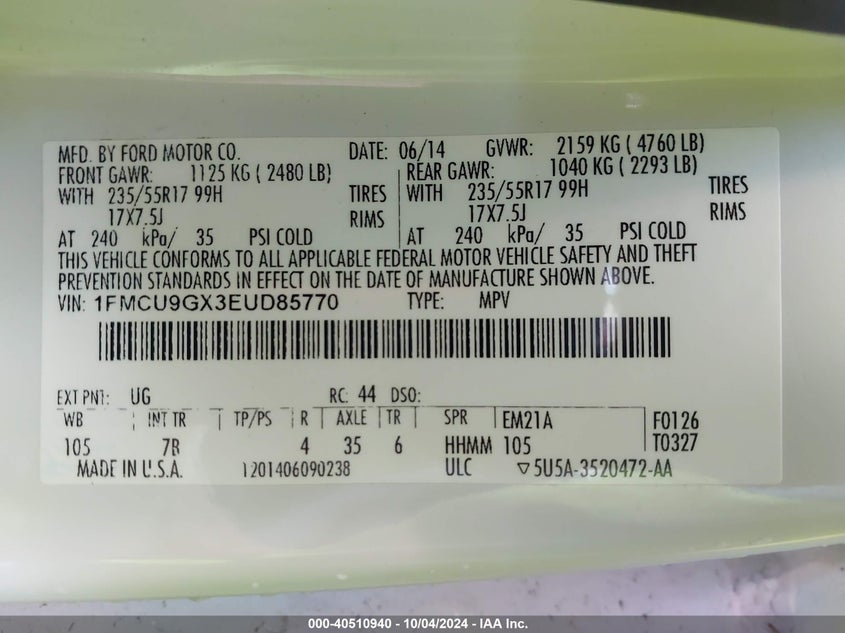 MFD. BY FORD MOTOR CO. DATE: 06/14 GVWR: 2159 KG ( 4760 LB)
FRONT GAWR: 1125 KG ( 2480 LB) REAR GAWR: 1040 KG ( 2293 LB)
WITH 235/55R17 99H TIRES WITH 235/55R17 99H TIRES
17X7.5J RIMS 17X7.5J RIMS
AT 240 kPa/ 35 PSI COLD AT 240 kPa/ 35 PSI COLD
THIS VEHICLE CONFORMS TO ALL APPLICABLE FEDERAL MOTOR VEHICLE SAFETY AND THEFT
PREVENTION STANDARDS IN EFFECT ON THE DATE OF MANUFACTURE SHOWN ABOVE.
VIN: 1FMCU9GX3EUD85770 TYPE: MPV
EXT PNT: UG RC: 44 DSO:
WB INT TR TP/PS R AXLE TR SPR EM21A F0126
105 7B 4 35 6 HHMM 105 T0327
MADE IN U.S.A. 1201406090238 ULC ▽5U5A-3520472-AA
000-40510940 - 10/04/2024 - IAA Inc.